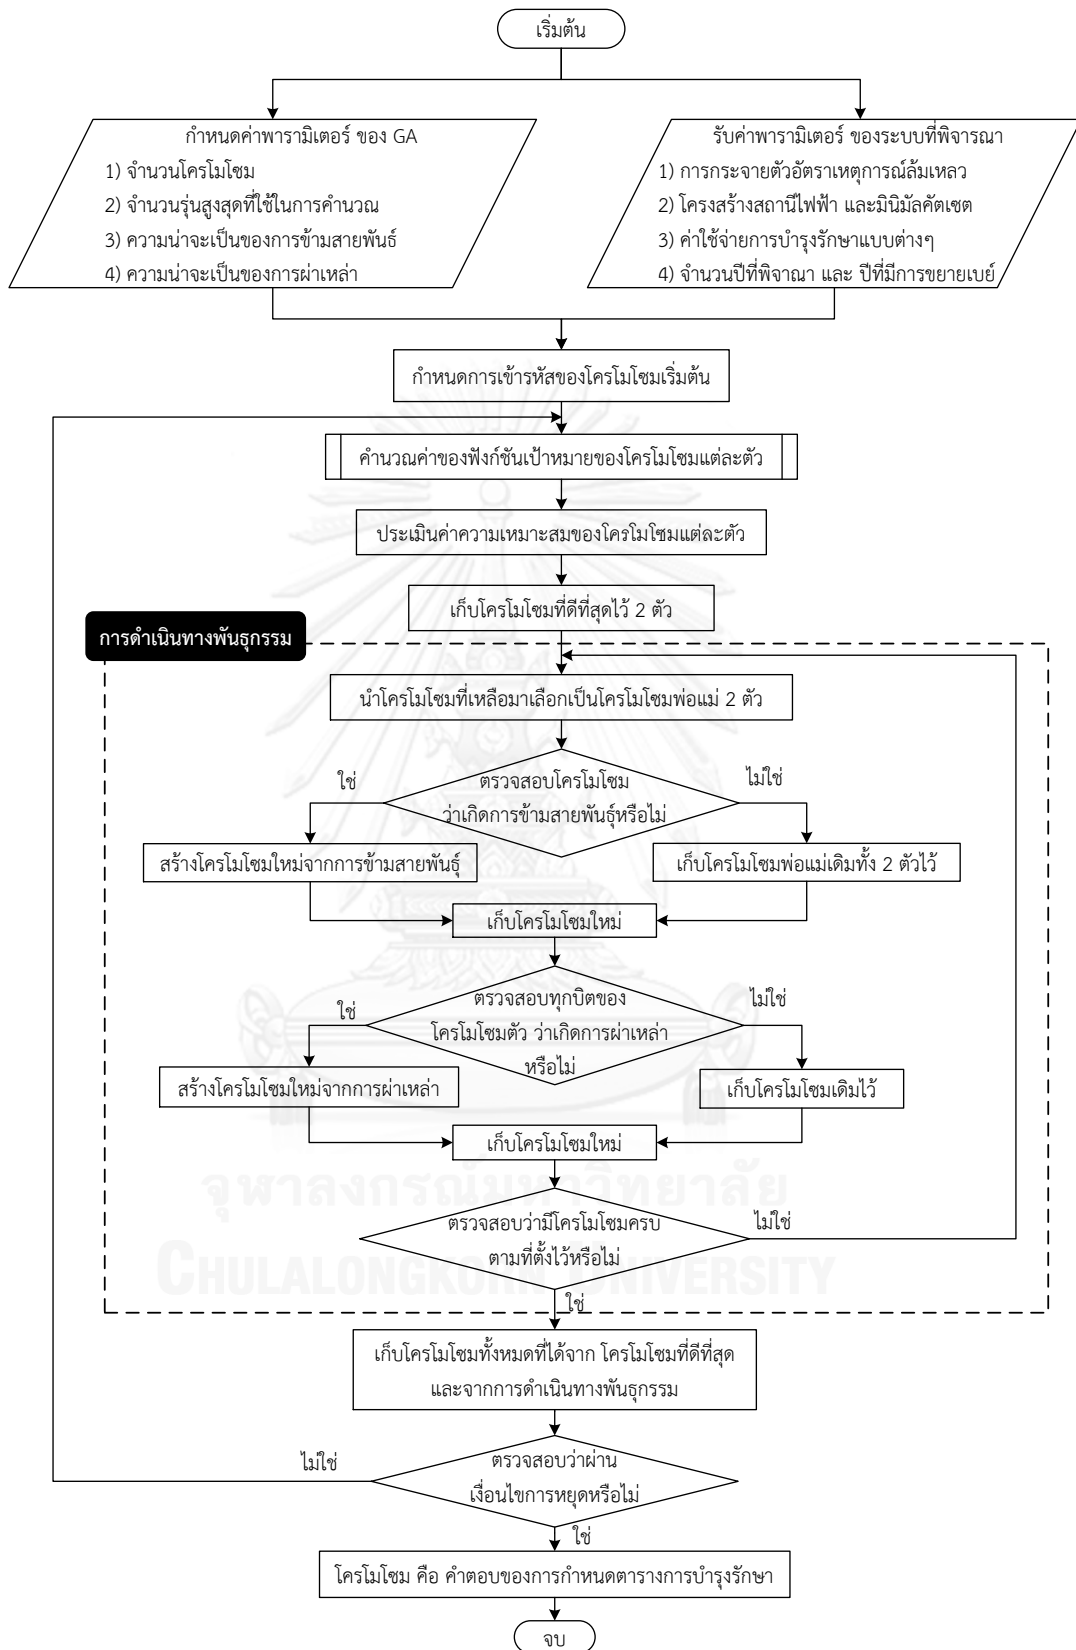 เริ่มต้น
กำหนดค่าพารามิเตอร์ ของ GA
1) จำนวนโครโมโซม
2) จำนวนรุ่นสูงสุดที่ใช้ในการคำนวณ
3) ความน่าจะเป็นของการข้ามสายพันธ์
4) ความน่าจะเป็นของการผ่าเหล่า
รับค่าพารามิเตอร์ ของระบบที่พิจารณา
1) การกระจายตัวอัตราเหตุการณ์ล้มเหลว
2) โครงสร้างสถานีไฟฟ้า และมินิมัลคัตเซต
3) ค่าใช้จ่ายการบำรุงรักษาแบบต่างๆ
4) จำนวนปีที่พิจาณา และ ปีที่มีการขยายเบย์
กำหนดการเข้ารหัสของโครโมโซมเริ่มต้น
คำนวณค่าของฟังก์ชันเป้าหมายของโครโมโซมแต่ละตัว
ประเมินค่าความเหมาะสมของโครโมโซมแต่ละตัว
เก็บโครโมโซมที่ดีที่สุดไว้ 2 ตัว
การดำเนินทางพันธุกรรม
นำโครโมโซมที่เหลือมาเลือกเป็นโครโมโซมพ่อแม่ 2 ตัว
ใช่
ตรวจสอบโครโมโซม
ว่าเกิดการข้ามสายพันธุ์หรือไม่
ไม่ใช่
สร้างโครโมโซมใหม่จากการข้ามสายพันธุ์
เก็บโครโมโซมพ่อแม่เดิมทั้ง 2 ตัวไว้
เก็บโครโมโซมใหม่
ใช่
ตรวจสอบทุกบิตของ
โครโมโซมตัว ว่าเกิดการผ่าเหล่า
หรือไม่
ไม่ใช่
สร้างโครโมโซมใหม่จากการผ่าเหล่า
เก็บโครโมโซมเดิมไว้
เก็บโครโมโซมใหม่
จุฬาลงกรณ์มหาวิทยาลัย
CHULALONGKORN UNIVERSITY
ตรวจสอบว่ามีโครโมโซมครบ
ตามที่ตั้งไว้หรือไม่
ไม่ใช่
ใช่
เก็บโครโมโซมทั้งหมดที่ได้จาก โครโมโซมที่ดีที่สุด
และจากการดำเนินทางพันธุกรรม
ไม่ใช่
ตรวจสอบว่าผ่าน
เงื่อนไขการหยุดหรือไม่
ใช่
โครโมโซม คือ คำตอบของการกำหนดตารางการบำรุงรักษา
จบ